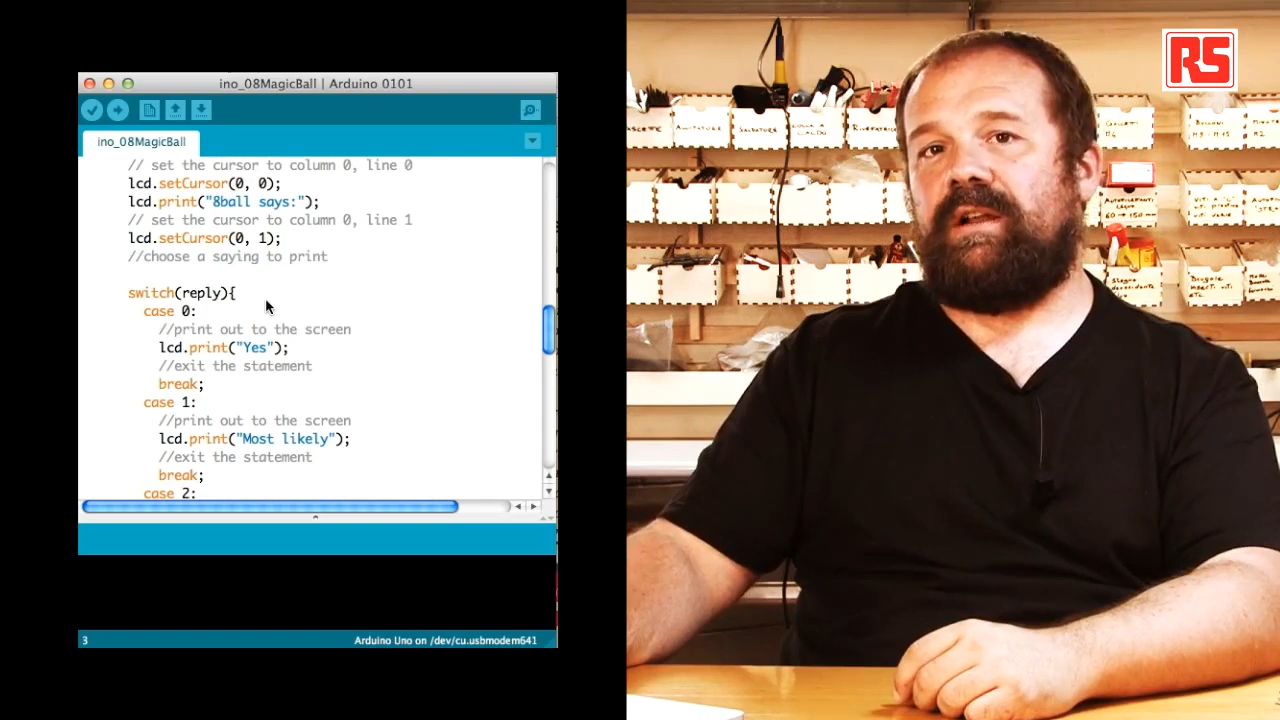 ino_08MagicBall | Arduino 0101
ino_08MagicBall
// set the cursor to column 0, line 0
lcd.setCursor(0, 0);
lcd.print("8ball says:");
// set the cursor to column 0, line 1
lcd.setCursor(0, 1);
//choose a saying to print
switch(reply){
case 0:
//print out to the screen
lcd.print("Yes");
//exit the statement
break;
case 1:
//print out to the screen
lcd.print("Most likely");
//exit the statement
break;
case 2:
3
Arduino Uno on /dev/cu.usbmodem641
RS